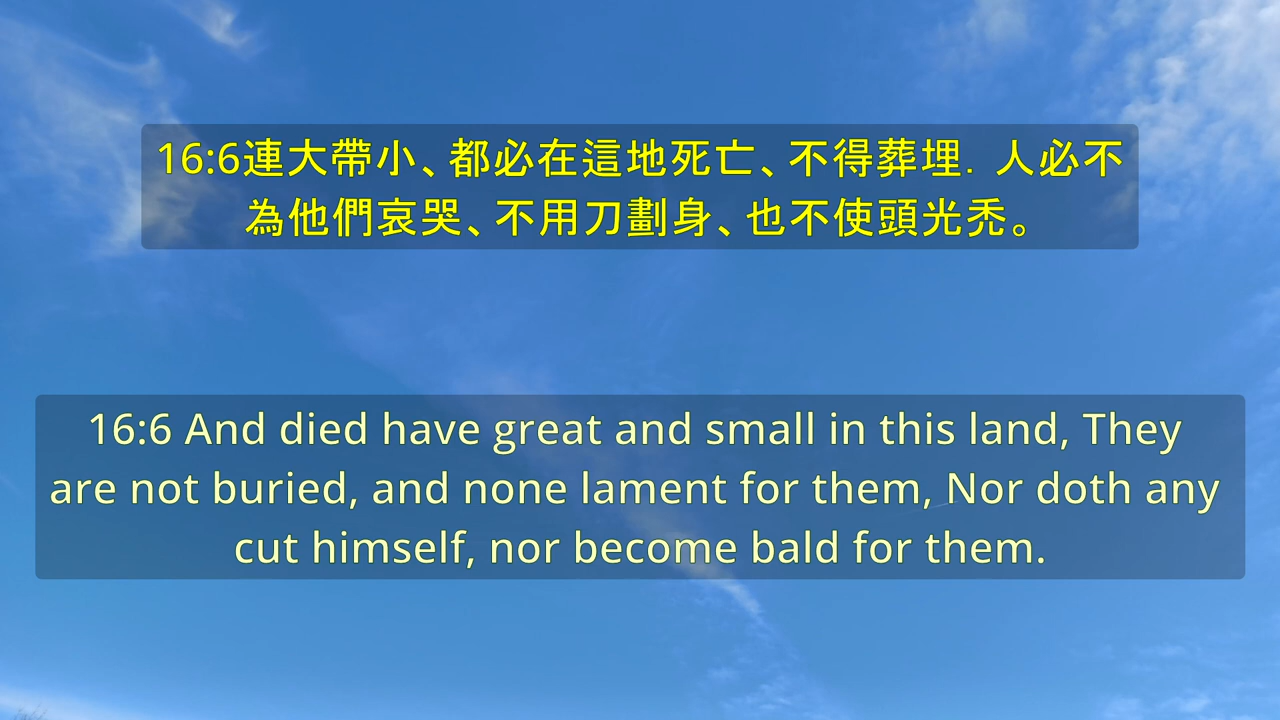 16:6連大帶小、都必在這地死亡、不得葬埋．人必不
為他們哀哭、不用刀劃身、也不使頭光禿。
16:6 And died have great and small in this land, They
are not buried, and none lament for them, Nor doth any
cut himself, nor become bald for them.